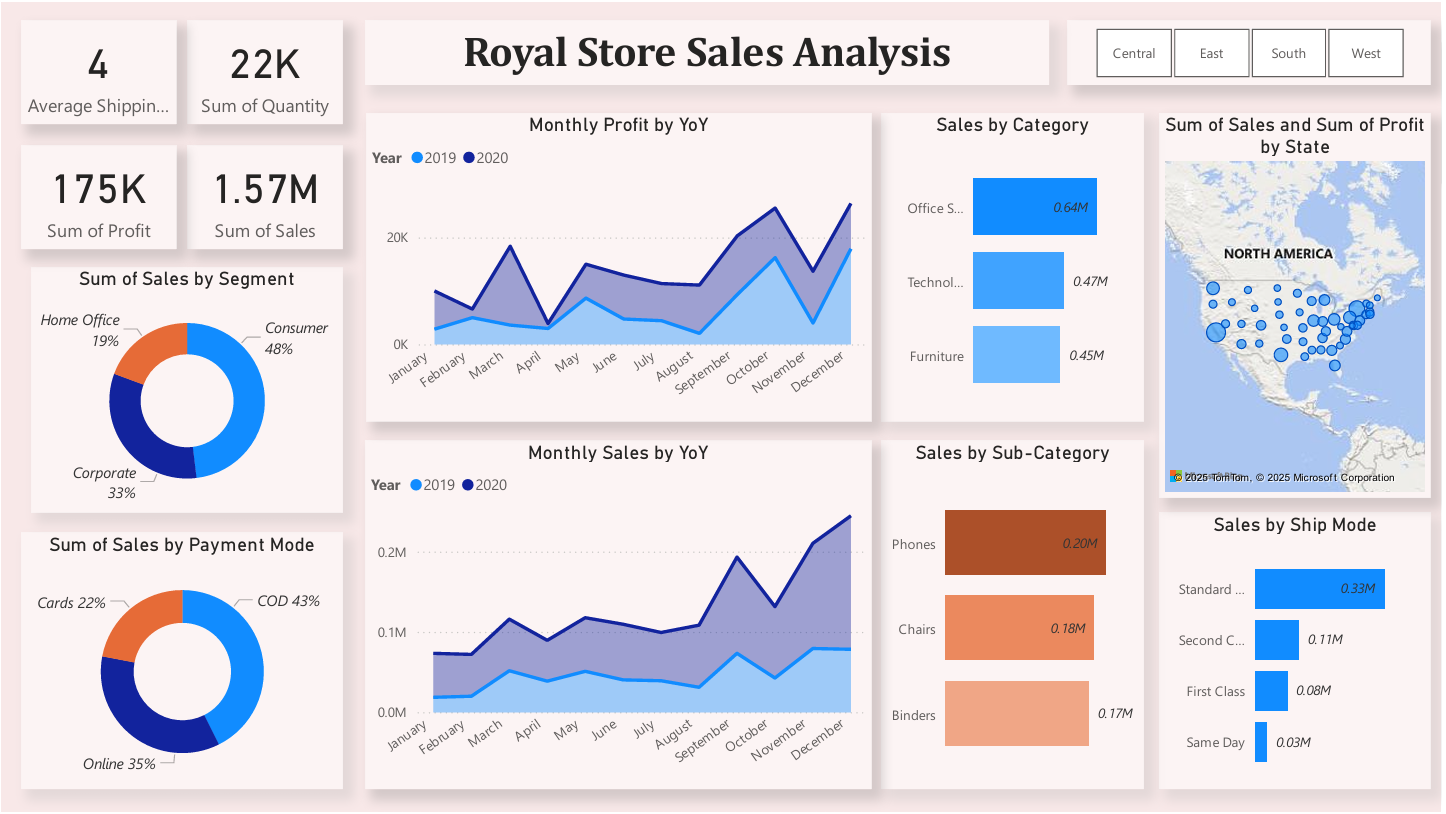 4
Average Shippin...
22K
Sum of Quantity
175K
Sum of Profit
1.57M
Sum of Sales
Royal Store Sales Analysis
Central
East
South
West
Sum of Sales by Segment
Home Office
19%
Consumer
48%
Corporate
33%
Sum of Sales by Payment Mode
Cards 22%
COD 43%
Online 35%
Monthly Profit by YoY
Year 2019 2020
20K
0K
January
February
March
April
May
June
July
August
September
October
November
December
Monthly Sales by YoY
Year 2019 2020
0.2M
0.1M
0.0M
January
February
March
April
May
June
July
August
September
October
November
December
Sales by Category
Office S...
0.64M
Technol...
0.47M
Furniture
0.45M
Sales by Sub-Category
Phones
0.20M
Chairs
0.18M
Binders
0.17M
Sum of Sales and Sum of Profit
by State
NORTH AMERICA
© 2025 TomTom, © 2025 Microsoft Corporation
Sales by Ship Mode
Standard ...
0.33M
Second C...
0.11M
First Class
0.08M
Same Day
0.03M